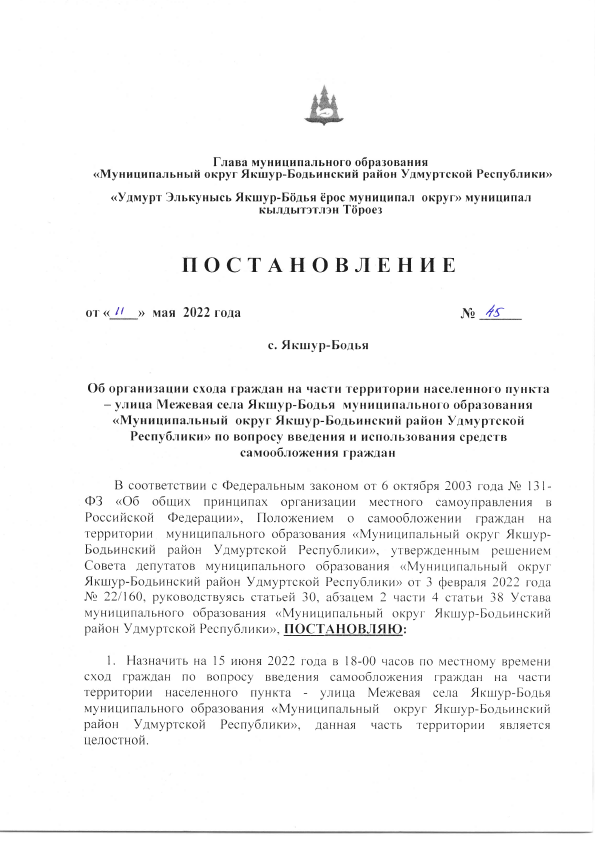 Глава муниципального образования
«Муниципальный округ Якшур-Бодьинский район Удмуртской Республики»
«Удмурт Элькунысь Якшур-Бӧдья ёрос муниципал округ» муниципал
кылдытэтлэн Тӧроез
П О С Т А Н О В Л Е Н И Е
от «11» мая 2022 года № 45
с. Якшур-Бодья
Об организации схода граждан на части территории населенного пункта
– улица Межевая села Якшур-Бодья муниципального образования
«Муниципальный округ Якшур-Бодьинский район Удмуртской
Республики» по вопросу введения и использования средств
самообложения граждан
В соответствии с Федеральным законом от 6 октября 2003 года № 131-
ФЗ «Об общих принципах организации местного самоуправления в
Российской Федерации», Положением о самообложении граждан на
территории муниципального образования «Муниципальный округ Якшур-
Бодьинский район Удмуртской Республики», утвержденным решением
Совета депутатов муниципального образования «Муниципальный округ
Якшур-Бодьинский район Удмуртской Республики» от 3 февраля 2022 года
№ 22/160, руководствуясь статьей 30, абзацем 2 части 4 статьи 38 Устава
муниципального образования «Муниципальный округ Якшур-Бодьинский
район Удмуртской Республики», ПОСТАНОВЛЯЮ:
1. Назначить на 15 июня 2022 года в 18-00 часов по местному времени
сход граждан по вопросу введения самообложения граждан на части
территории населенного пункта - улица Межевая села Якшур-Бодья
муниципального образования «Муниципальный округ Якшур-Бодьинский
район Удмуртской Республики», данная часть территории является
целостной.